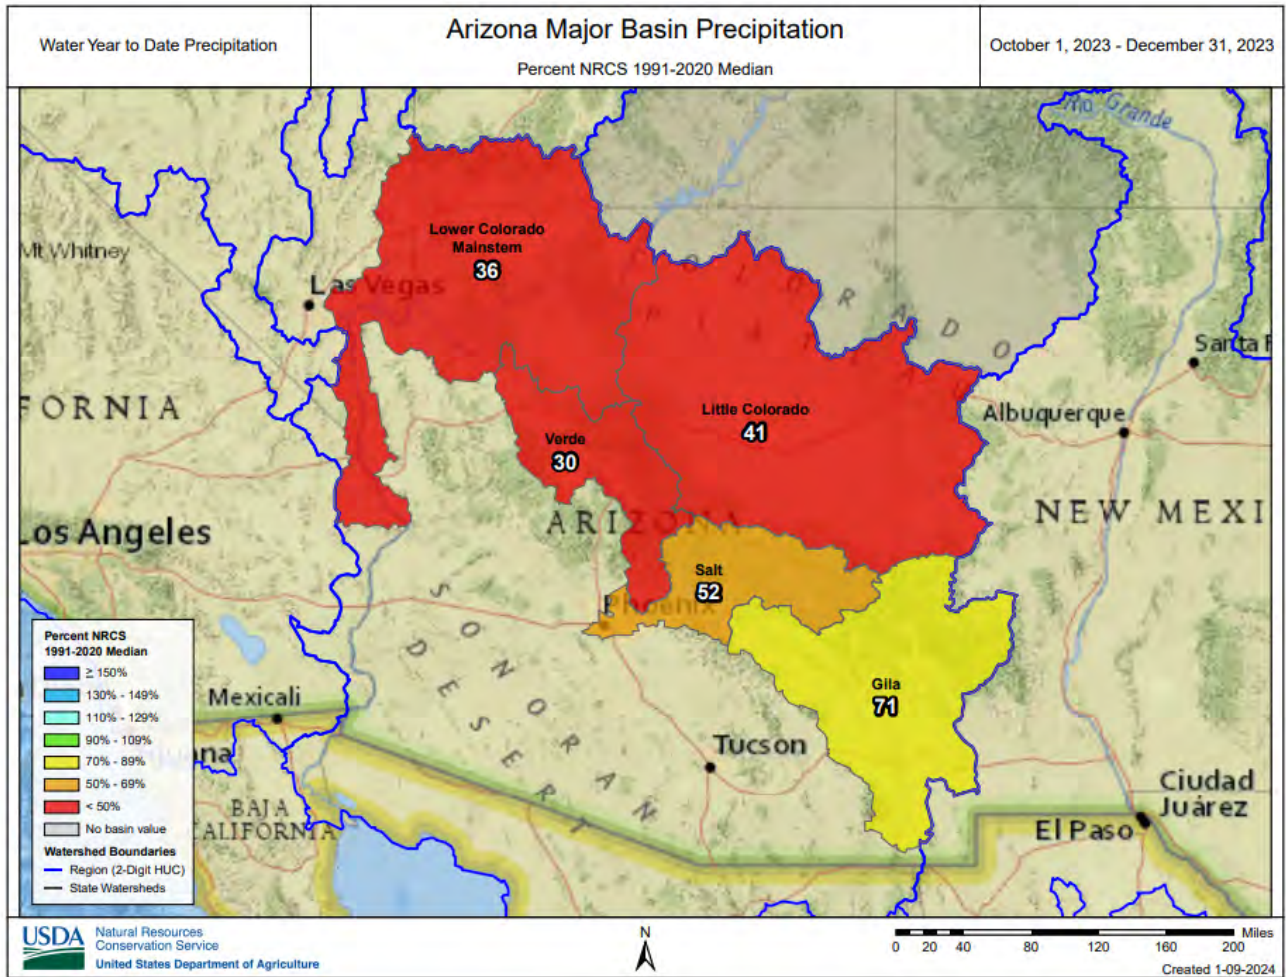 Water Year to Date Precipitation
Arizona Major Basin Precipitation
Percent NRCS 1991-2020 Median
October 1, 2023 - December 31, 2023
Rio Grande
Mt Whitney
Lower Colorado
Mainstem
36
Las Vegas
COLORADO
Santa F
FORNIA
Little Colorado
41
Albuquerque
Verde
30
ARIZONA
NEW MEXI
Los Angeles
Salt
52
Phoenix
SONORAN
DESERT
Gila
71
Mexicali
Tucson
uana
BAJA
CALIFORNIA
Ciudad
Juárez
El Paso
Percent NRCS
1991-2020 Median
≥ 150%
130% - 149%
110% - 129%
90% - 109%
70% - 89%
50% - 69%
< 50%
No basin value
Watershed Boundaries
Region (2-Digit HUC)
State Watersheds
USDA
Natural Resources
Conservation Service
United States Department of Agriculture
N
Miles
0 20 40 80 120 160 200
Created 1-09-2024